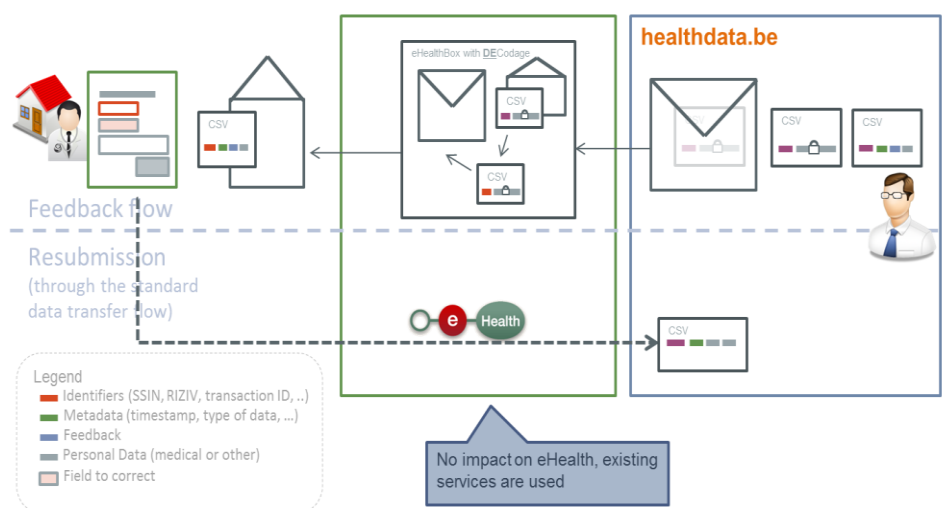 healthdata.be
eHealthBox with DECodage
CSV
CSV
CSV
CSV
CSV
CSV
Feedback flow
Resubmission
(through the standard
data transfer flow)
e
Health
CSV
Legend
Identifiers (SSIN, RIZIV, transaction ID, ..)
Metadata (timestamp, type of data, ...)
Feedback
Personal Data (medical or other)
Field to correct
No impact on eHealth, existing
services are used